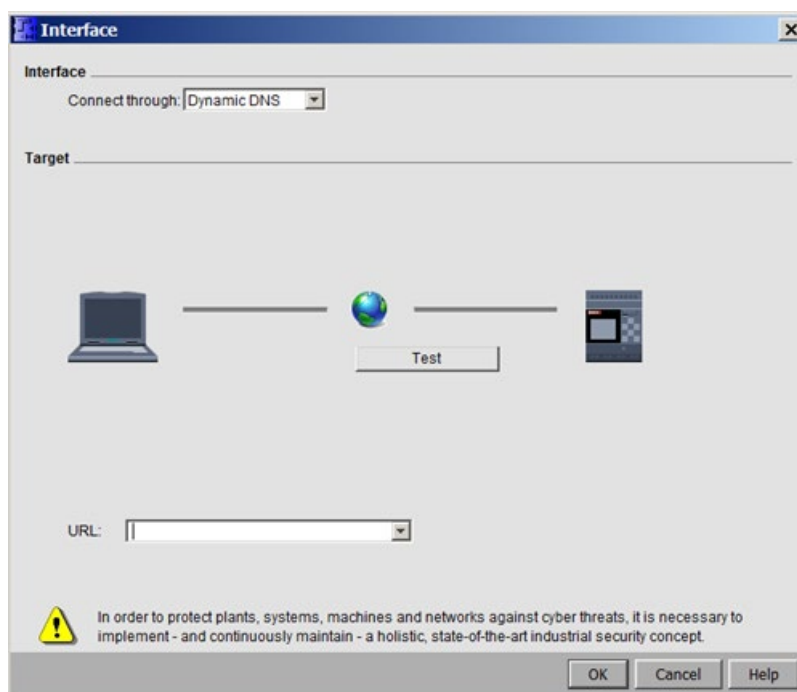 Interface
Interface
Connect through: Dynamic DNS
Target
Test
URL:
In order to protect plants, systems, machines and networks against cyber threats, it is necessary to
implement - and continuously maintain - a holistic, state-of-the-art industrial security concept.
OK Cancel Help